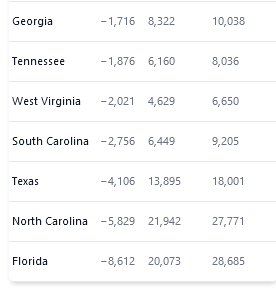 Georgia −1,716 8,322 10,038
Tennessee −1,876 6,160 8,036
West Virginia −2,021 4,629 6,650
South Carolina −2,756 6,449 9,205
Texas −4,106 13,895 18,001
North Carolina −5,829 21,942 27,771
Florida −8,612 20,073 28,685